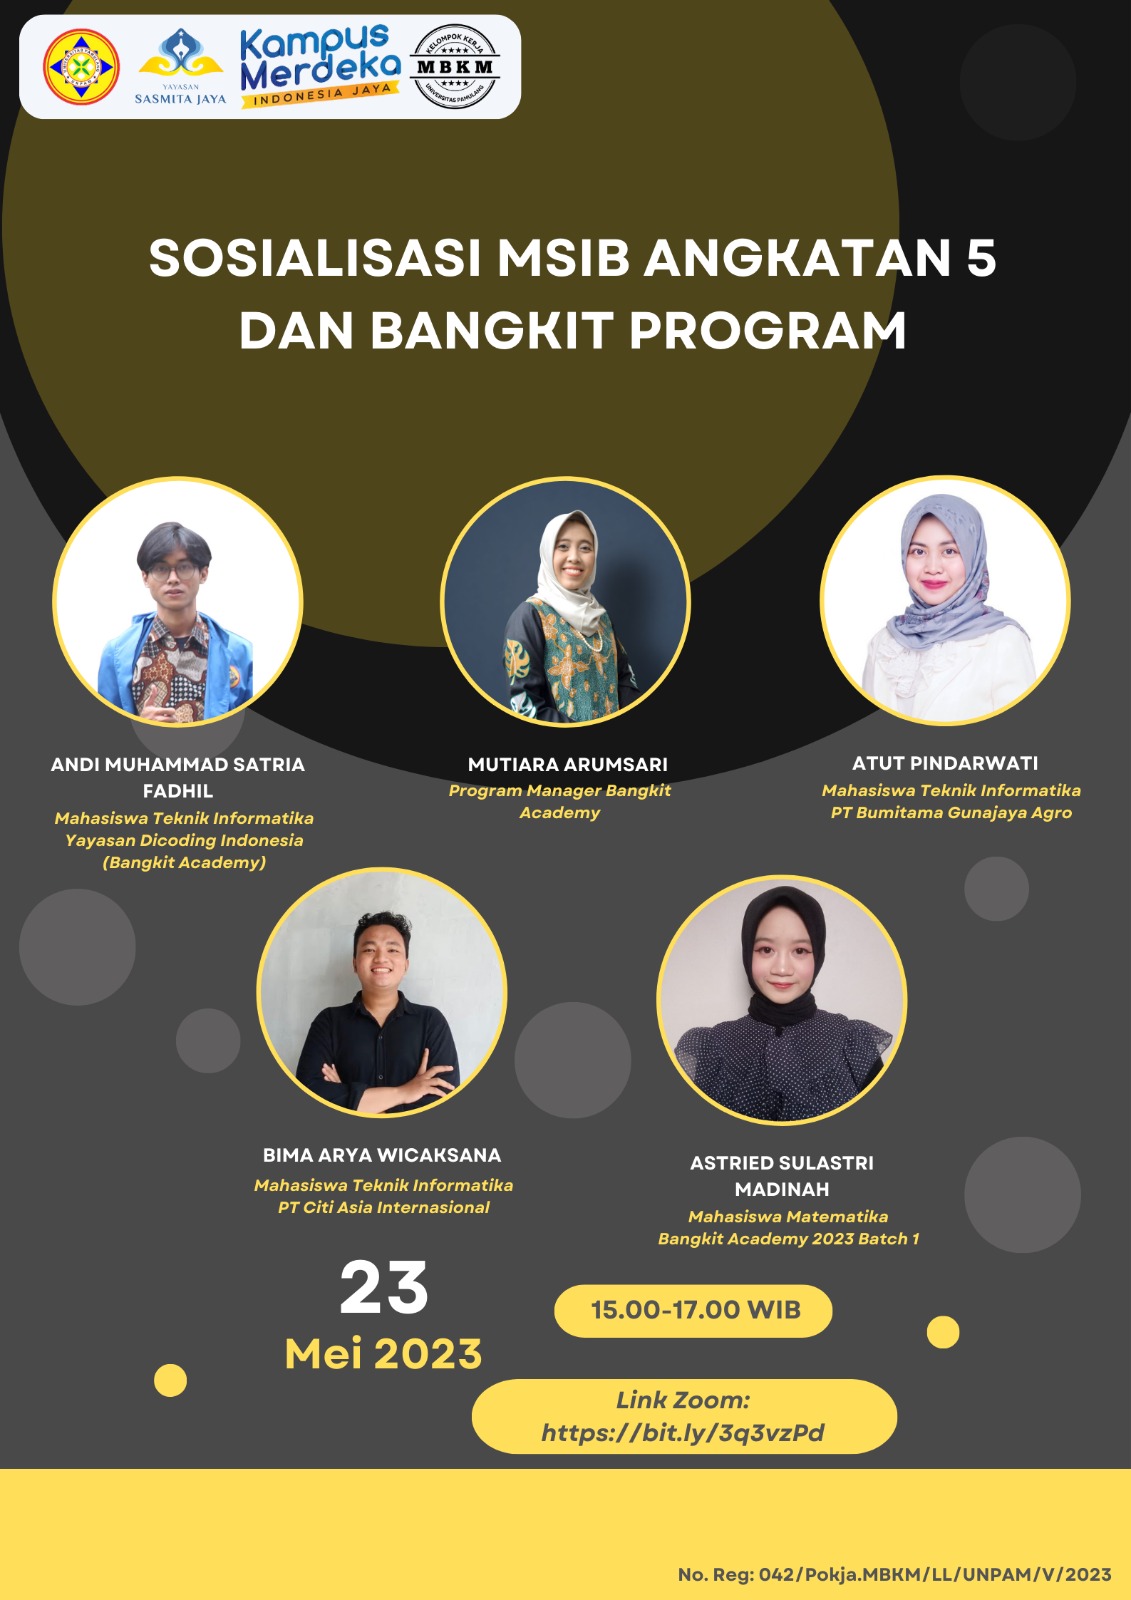 YAYASAN
SASMITA JAYA
Kampus
Merdeka
INDONESIA JAYA
KELOMPOK KERJA
MBKM
UNIVERSITAS PAMULANG
SOSIALISASI MSIB ANGKATAN 5
DAN BANGKIT PROGRAM
ANDI MUHAMMAD SATRIA
FADHIL
Mahasiswa Teknik Informatika
Yayasan Dicoding Indonesia
(Bangkit Academy)
MUTIARA ARUMSARI
Program Manager Bangkit
Academy
ATUT PINDARWATI
Mahasiswa Teknik Informatika
PT Bumitama Gunajaya Agro
BIMA ARYA WICAKSANA
Mahasiswa Teknik Informatika
PT Citi Asia Internasional
ASTRIED SULASTRI
MADINAH
Mahasiswa Matematika
Bangkit Academy 2023 Batch 1
23
Mei 2023
15.00-17.00 WIB
Link Zoom:
https://bit.ly/3q3vzPd
No. Reg: 042/Pokja.MBKM/LL/UNPAM/V/2023